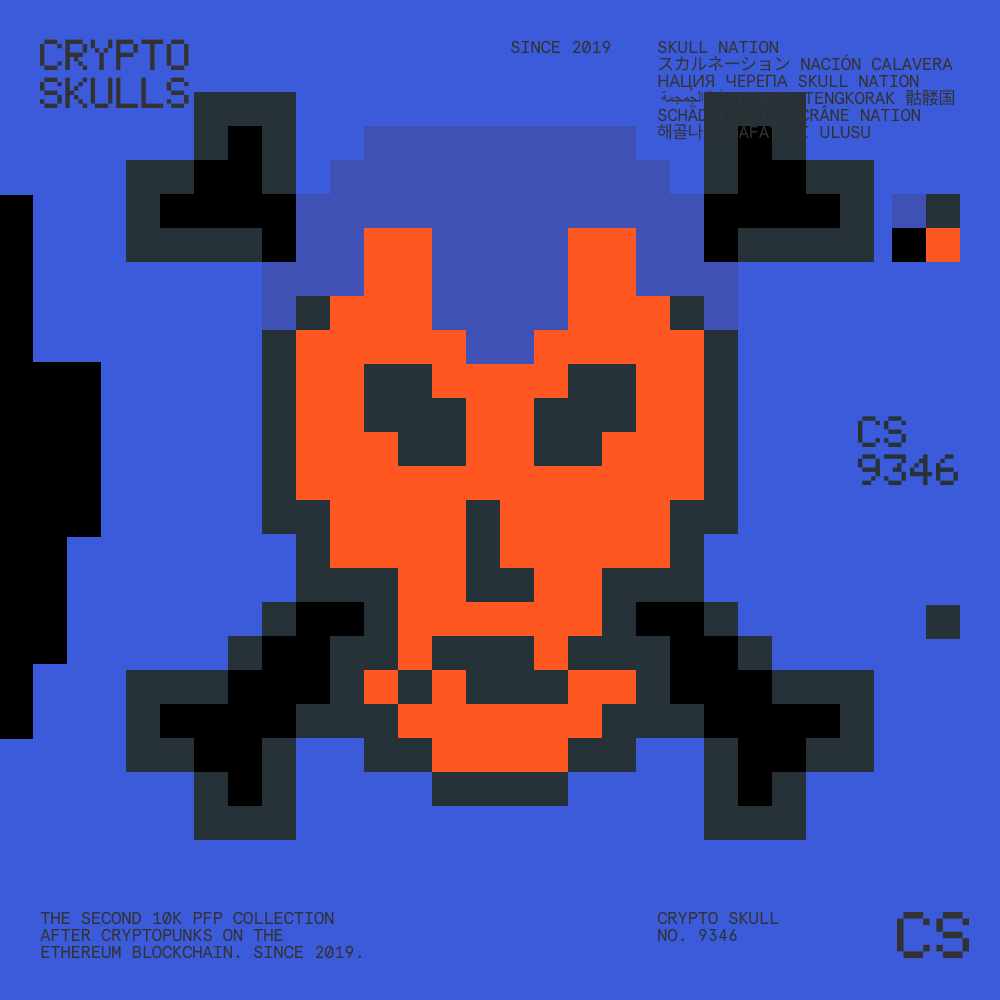 CRYPTO
SKULLS
SINCE 2019
SKULL NATION
スカルネーション NACIÓN CALAVERA
НАЦИЯ ЧЕРЕПА SKULL NATION
TENGKORAK 骷髅国
CRÂNE NATION
ULUSU
CS
9346
THE SECOND 10K PFP COLLECTION
AFTER CRYPTOPUNKS ON THE
ETHEREUM BLOCKCHAIN. SINCE 2019.
CRYPTO SKULL
NO. 9346
CS